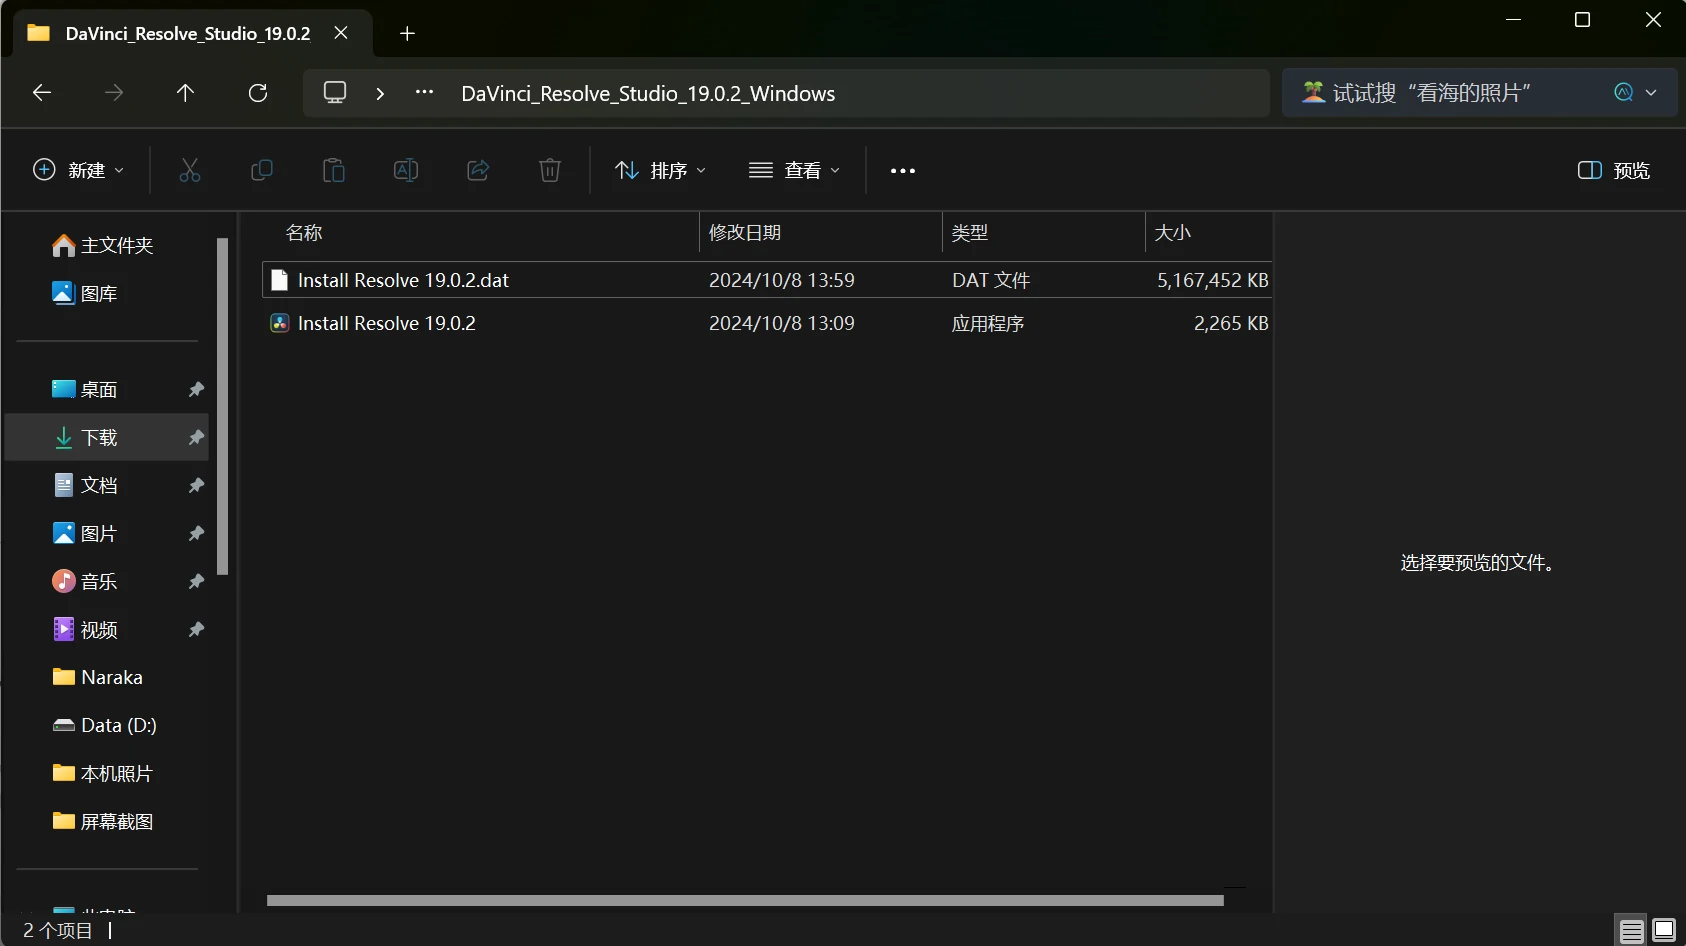 DaVinci_Resolve_Studio_19.0.2
DaVinci_Resolve_Studio_19.0.2_Windows
试试搜“看海的照片”
新建
排序
查看
预览
主文件夹
图库
桌面
下载
文档
图片
音乐
视频
Naraka
Data (D:)
本机照片
屏幕截图
名称 修改日期 类型 大小
Install Resolve 19.0.2.dat 2024/10/8 13:59 DAT 文件 5,167,452 KB
Install Resolve 19.0.2 2024/10/8 13:09 应用程序 2,265 KB
选择要预览的文件。
2 个项目